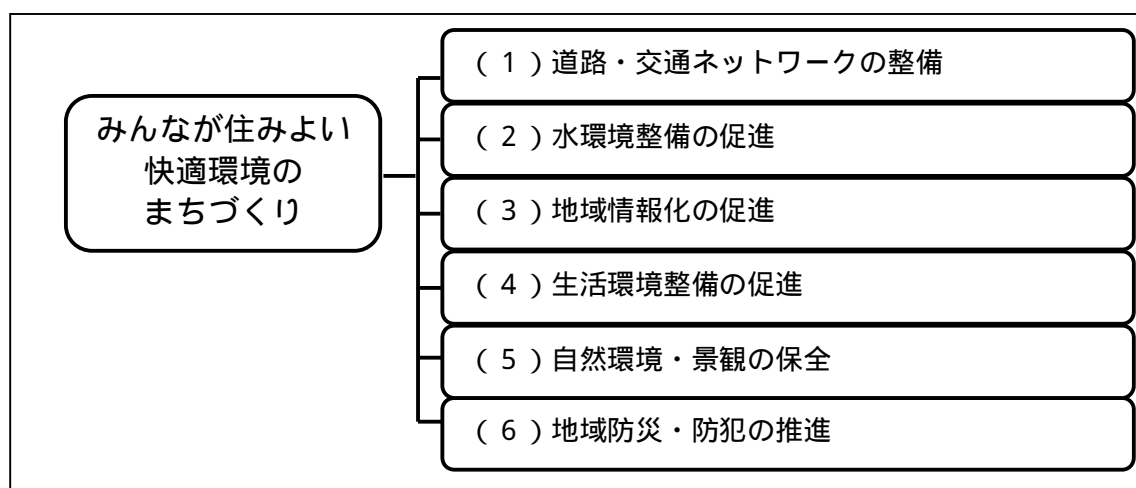 みんなが住みよい
快適環境の
まちづくり
(1)道路・交通ネットワークの整備
(2)水環境整備の促進
(3)地域情報化の促進
(4)生活環境整備の促進
(5)自然環境・景観の保全
(6)地域防災・防犯の推進